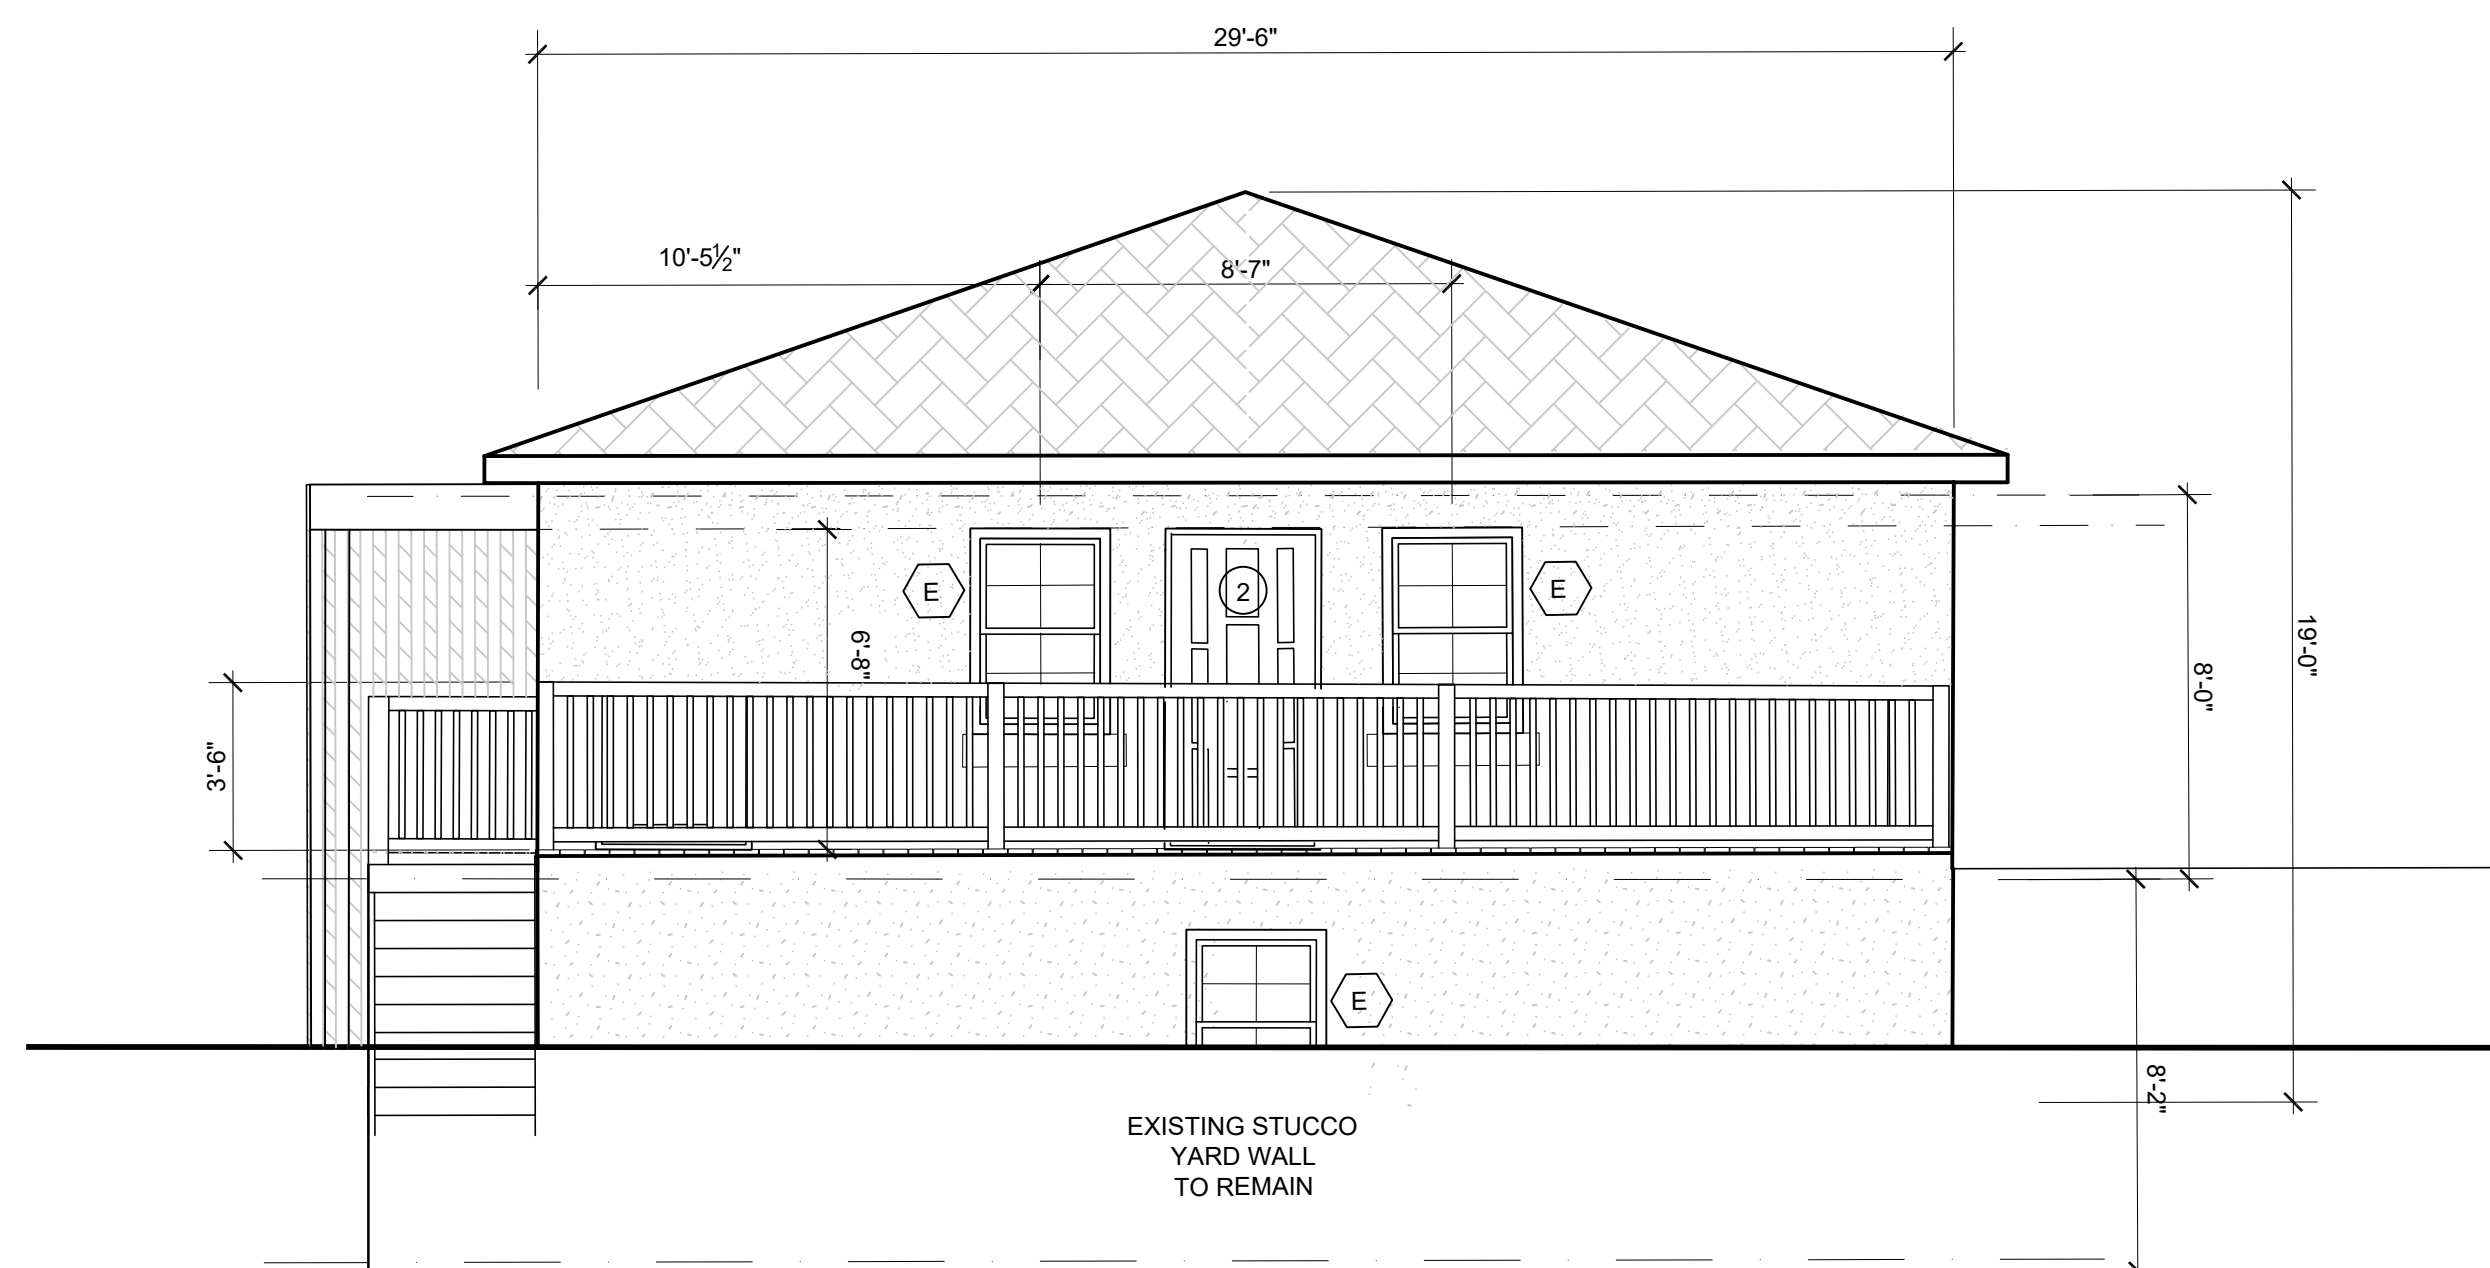 29'-6"
10'-5½"
8'-7"
E
2
E
6'-8"
19'-0"
8'-0"
3'-6"
E
8'-2"
EXISTING STUCCO
YARD WALL
TO REMAIN